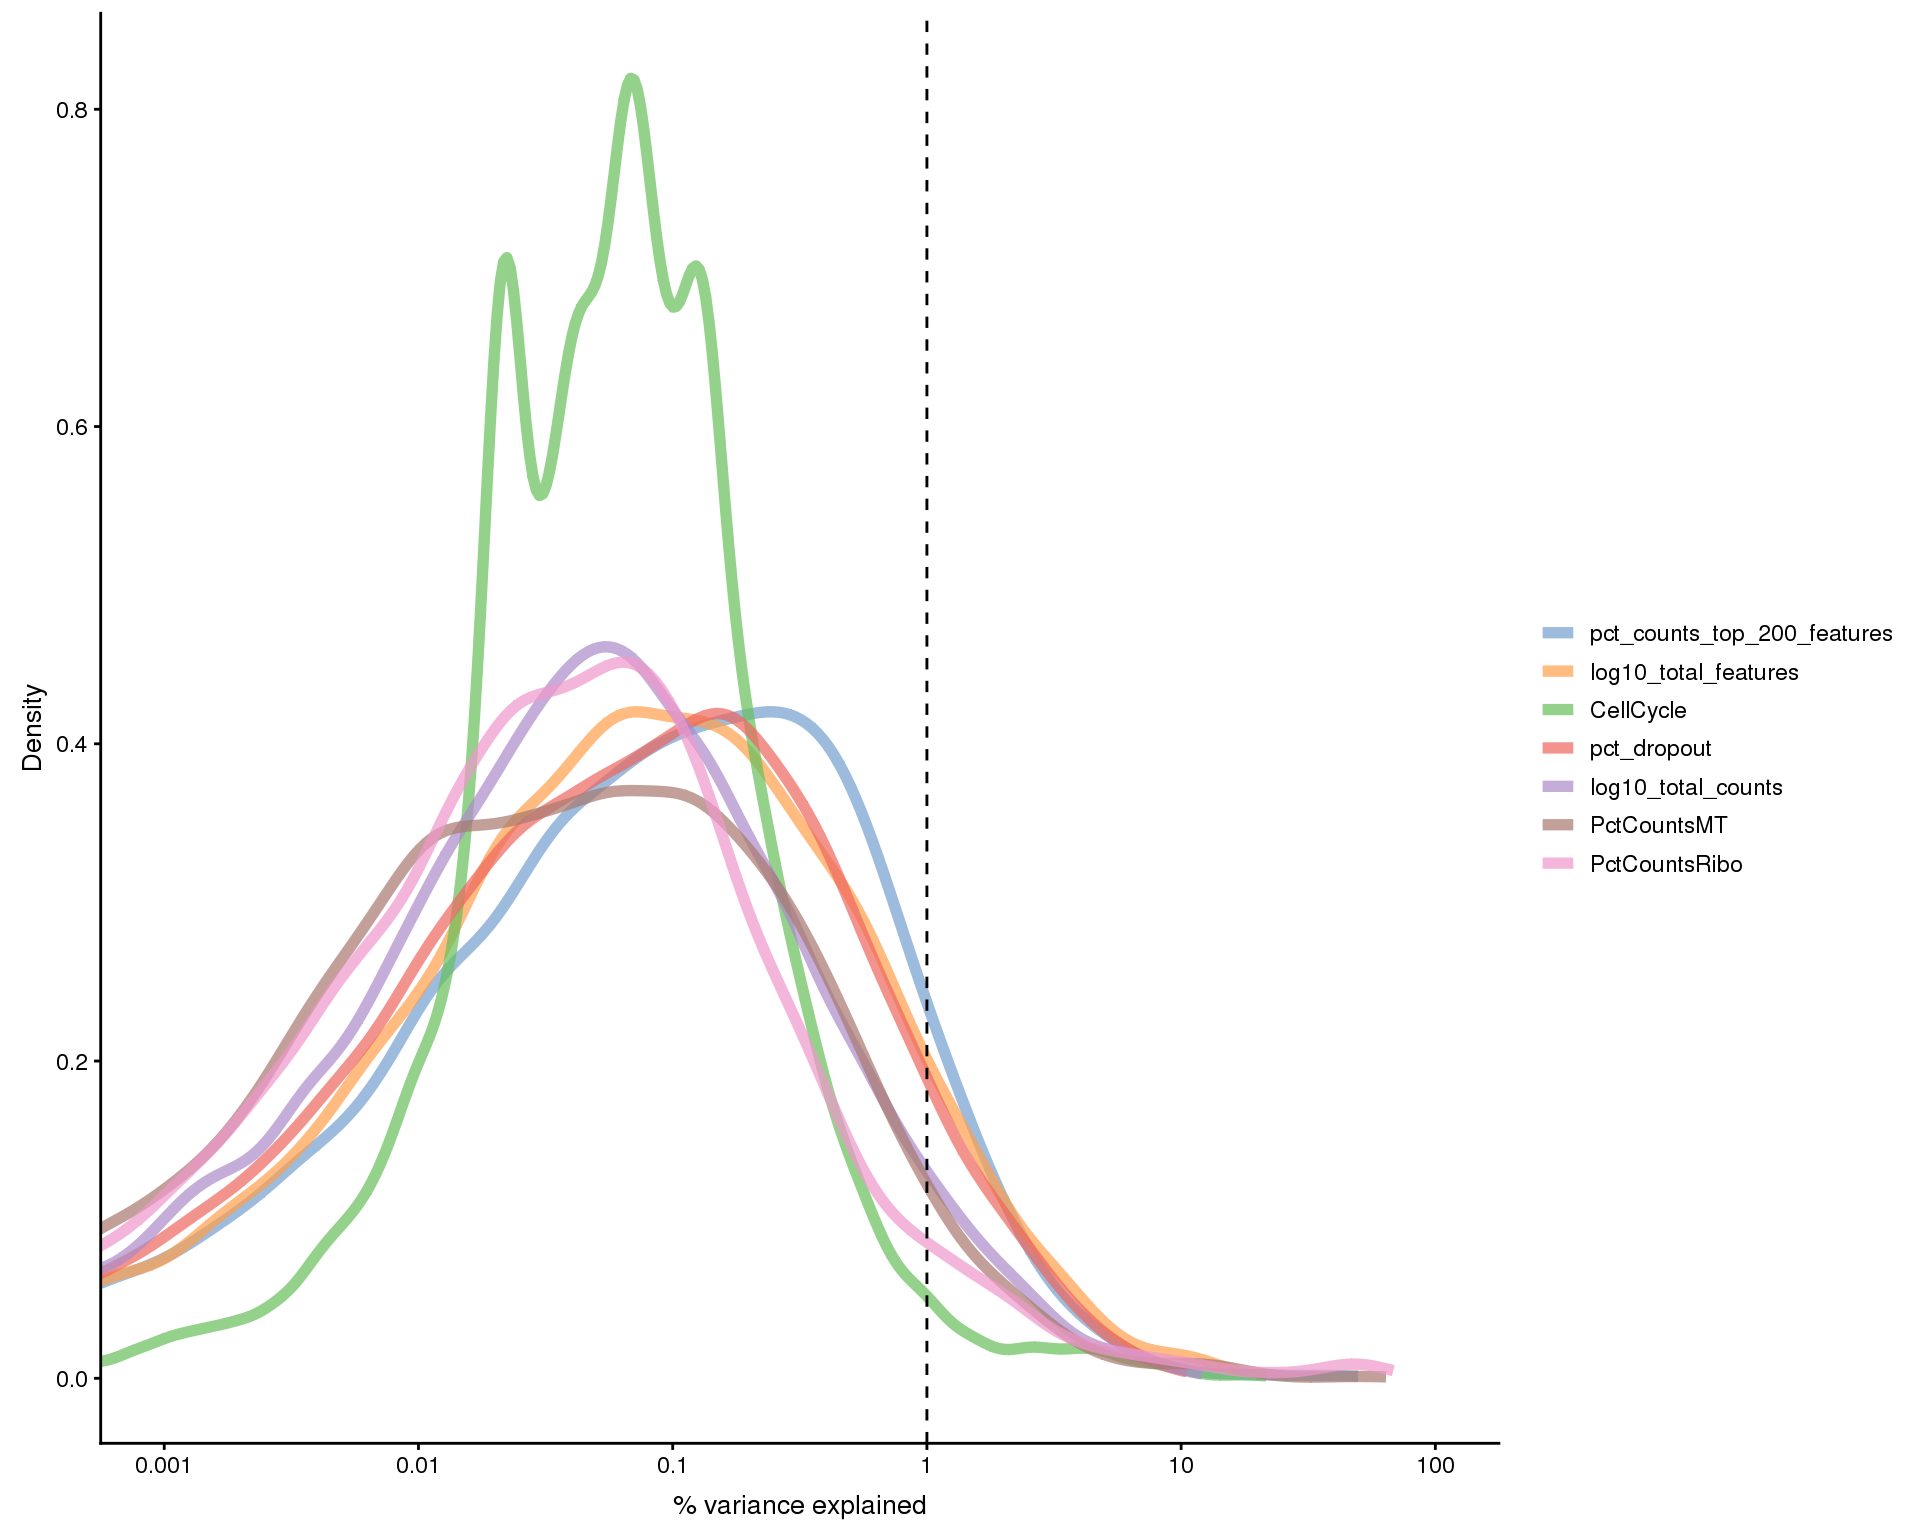 0.8
0.6
0.4
0.2
0.0
Density
0.001
0.01
0.1
1
10
100
% variance explained
pct_counts_top_200_features
log10_total_features
CellCycle
pct_dropout
log10_total_counts
PctCountsMT
PctCountsRibo